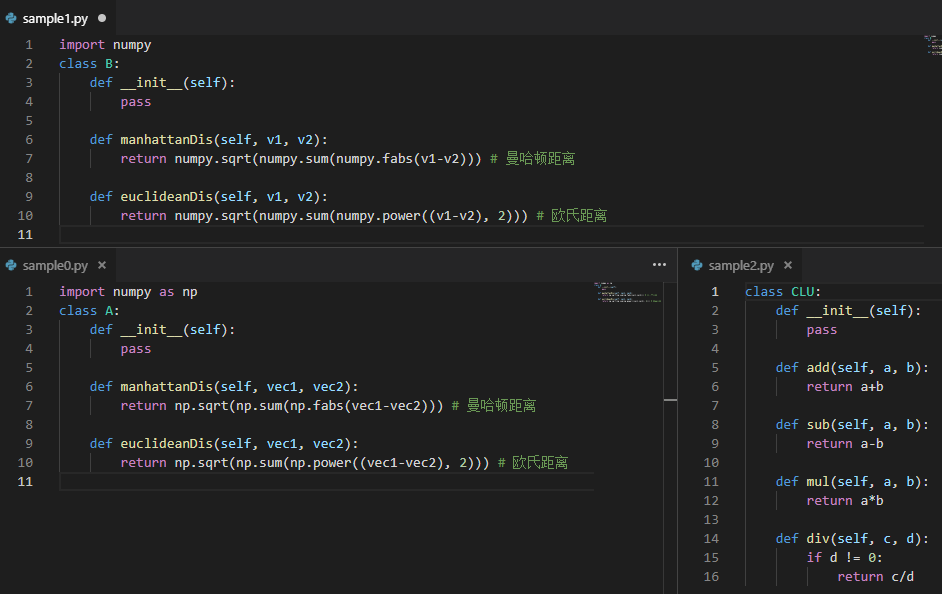 sample1.py
1 import numpy
2 class B:
3     def __init__(self):
4         pass
5
6     def manhattanDis(self, v1, v2):
7         return numpy.sqrt(numpy.sum(numpy.fabs(v1-v2))) # 曼哈顿距离
8
9     def euclideanDis(self, v1, v2):
10         return numpy.sqrt(numpy.sum(numpy.power((v1-v2), 2))) # 欧氏距离
11
sample0.py
1 import numpy as np
2 class A:
3     def __init__(self):
4         pass
5
6     def manhattanDis(self, vec1, vec2):
7         return np.sqrt(np.sum(np.fabs(vec1-vec2))) # 曼哈顿距离
8
9     def euclideanDis(self, vec1, vec2):
10         return np.sqrt(np.sum(np.power((vec1-vec2), 2))) # 欧氏距离
11
sample2.py
1 class CLU:
2     def __init__(self):
3         pass
4
5     def add(self, a, b):
6         return a+b
7
8     def sub(self, a, b):
9         return a-b
10
11     def mul(self, a, b):
12         return a*b
13
14     def div(self, c, d):
15         if d != 0:
16             return c/d